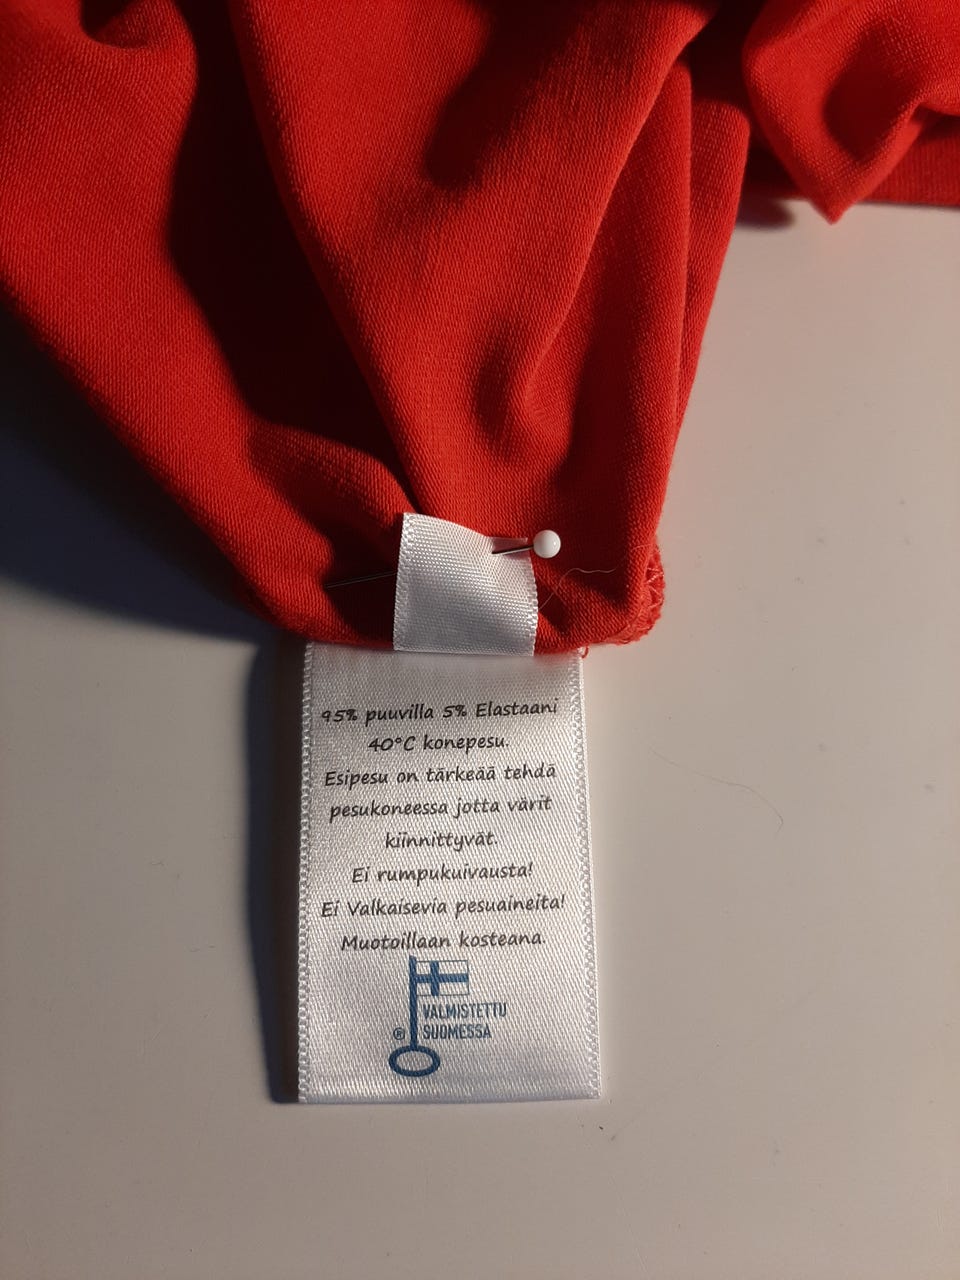 95% puuvilla 5% Elastaani
40°C konepesu.
Esipesu on tärkeää tehdä
pesukoneessa jotta värit
kiinnittyvät.
Ei rumpukuivausta!
Ei Valkaisevia pesuaineita!
Muotoillaan kosteana.
VALMISTETTU
® SUOMESSA